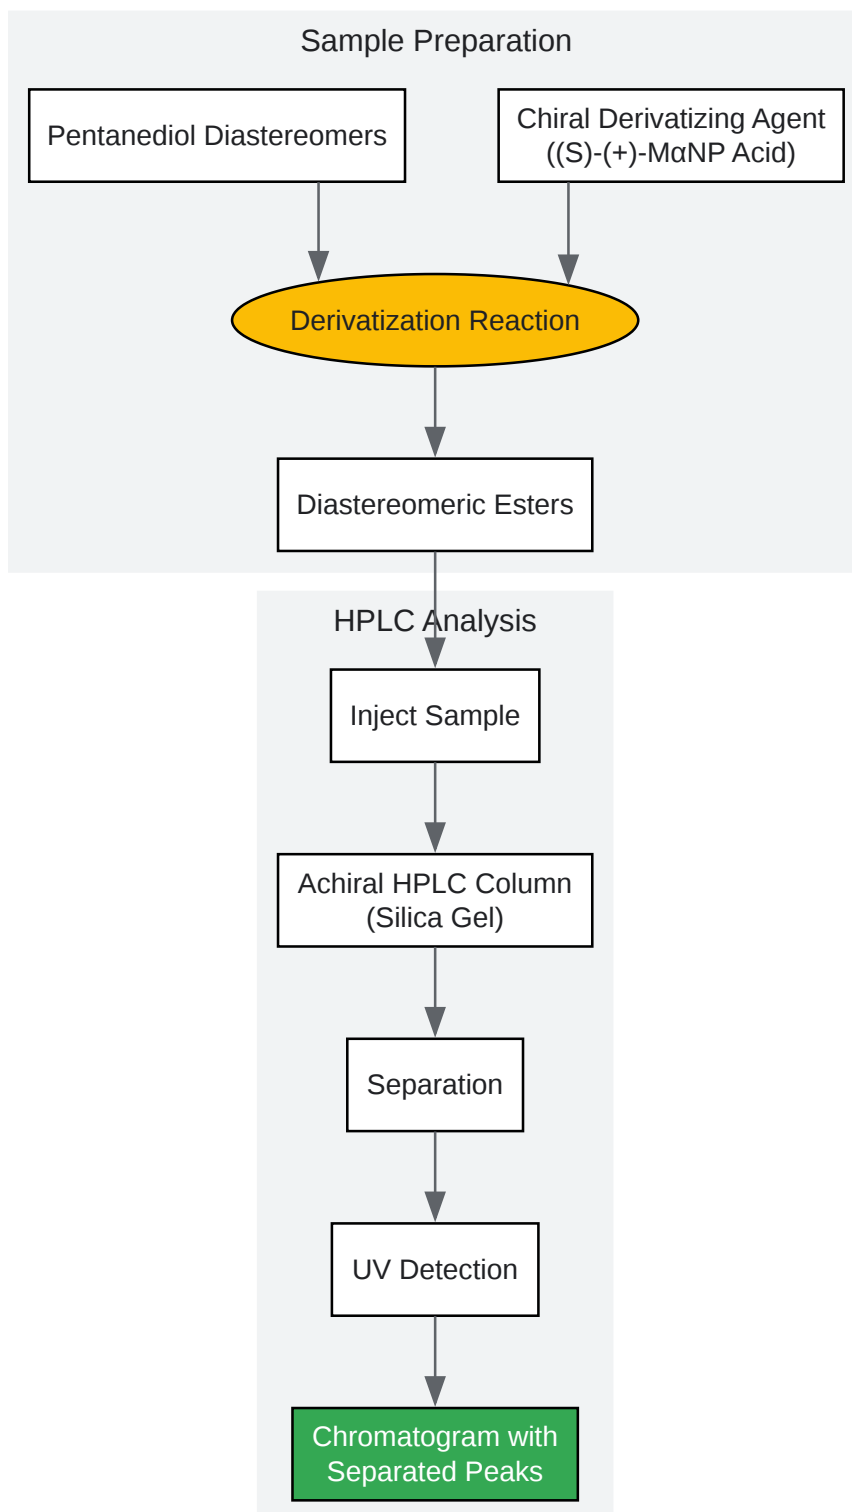 Sample Preparation
Pentanediol Diastereomers
Chiral Derivatizing Agent
((S)-(+)-MαNP Acid)
Derivatization Reaction
Diastereomeric Esters
HPLC Analysis
Inject Sample
Achiral HPLC Column
(Silica Gel)
Separation
UV Detection
Chromatogram with
Separated Peaks